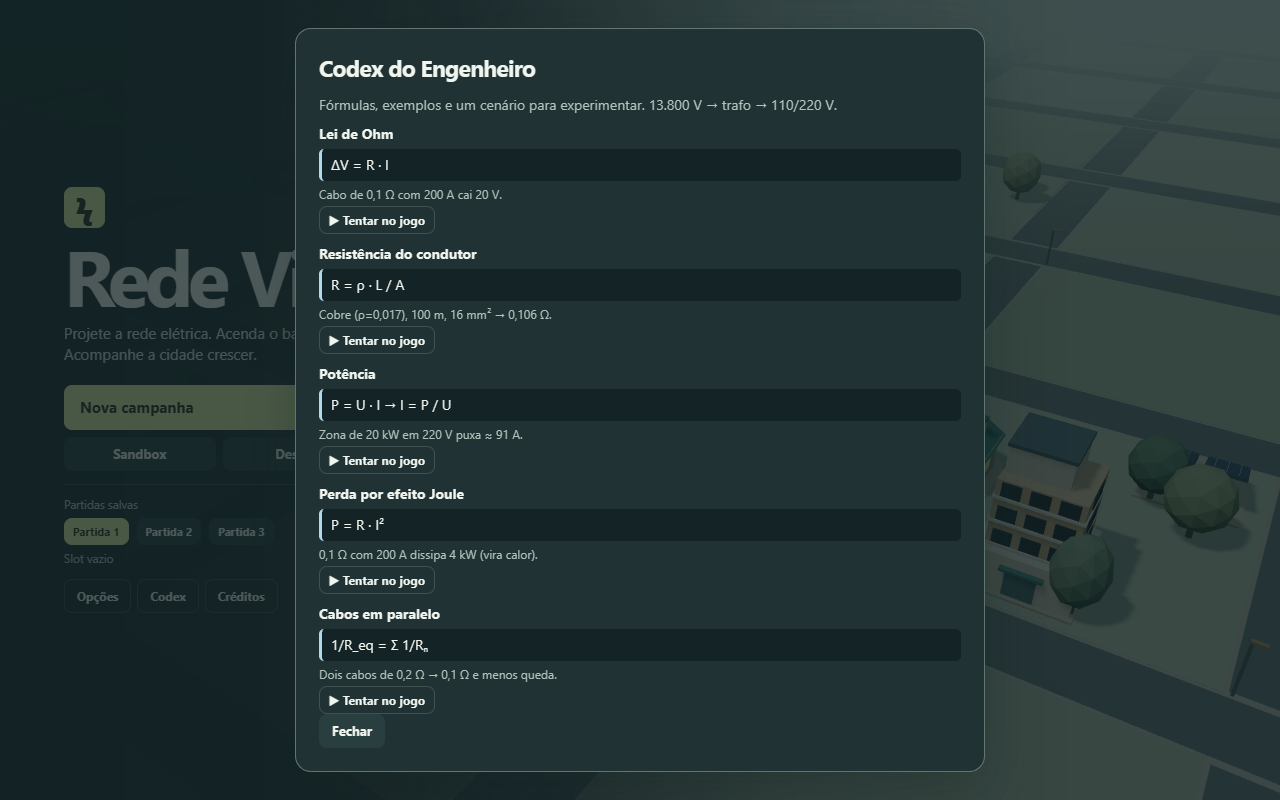 Codex do Engenheiro
Fórmulas, exemplos e um cenário para experimentar. 13.800 V → trafo → 110/220 V.
Lei de Ohm
ΔV = R · I
Cabo de 0,1 Ω com 200 A cai 20 V.
▶ Tentar no jogo
Resistência do condutor
R = ρ · L / A
Cobre (ρ=0,017), 100 m, 16 mm² → 0,106 Ω.
▶ Tentar no jogo
Potência
P = U · I → I = P / U
Zona de 20 kW em 220 V puxa ≈ 91 A.
▶ Tentar no jogo
Perda por efeito Joule
P = R · I²
0,1 Ω com 200 A dissipa 4 kW (vira calor).
▶ Tentar no jogo
Cabos em paralelo
1/R_eq = Σ 1/Rₙ
Dois cabos de 0,2 Ω → 0,1 Ω e menos queda.
▶ Tentar no jogo
Fechar
Rede Vi
Projete a rede elétrica. Acenda o ba
Acompanhe a cidade crescer.
Nova campanha
Sandbox
Des
Partidas salvas
Partida 1 Partida 2 Partida 3
Slot vazio
Opções Codex Créditos